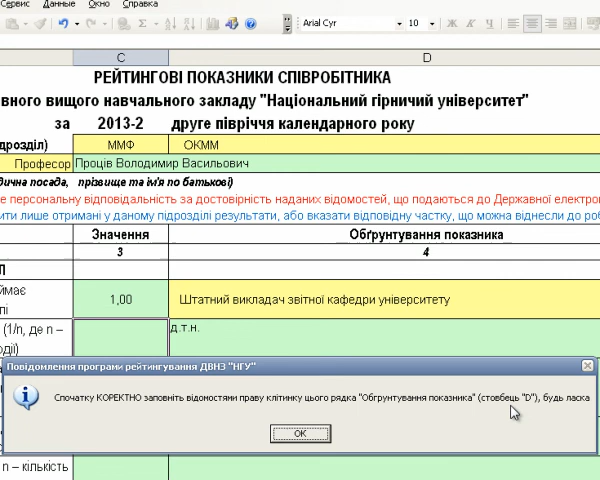 Сервис Данные Окно Справка
Arial Cyr 10 Ж К Ч
C D
РЕЙТИНГОВІ ПОКАЗНИКИ СПІВРОБІТНИКА
вного вищого навчального закладу "Національний гірничий університет"
за 2013-2 друге півріччя календарного року
дрозділ) ММФ ОКММ
Професор Проців Володимир Васильович
дична посада, прізвище та ім'я по батькові)
е персональну відповідальність за достовірність наданих відомостей, що подаються до Державної електрон
ити лише отримані у даному підрозділі результати, або вказати відповідну частку, що можна віднести до роб
Значення Обґрунтування показника
3 4
П
ймає
лі
1,00 Штатний викладач звітної кафедри університету
(1/n, де n – д.т.н.
одії)
Повідомлення програми рейтингування ДВНЗ "НГУ"
Спочатку КОРЕКТНО заповніть відомостями праву клітинку цього рядка "Обгрунтування показника" (стовбець "D"), будь ласка
OK
n – кількість